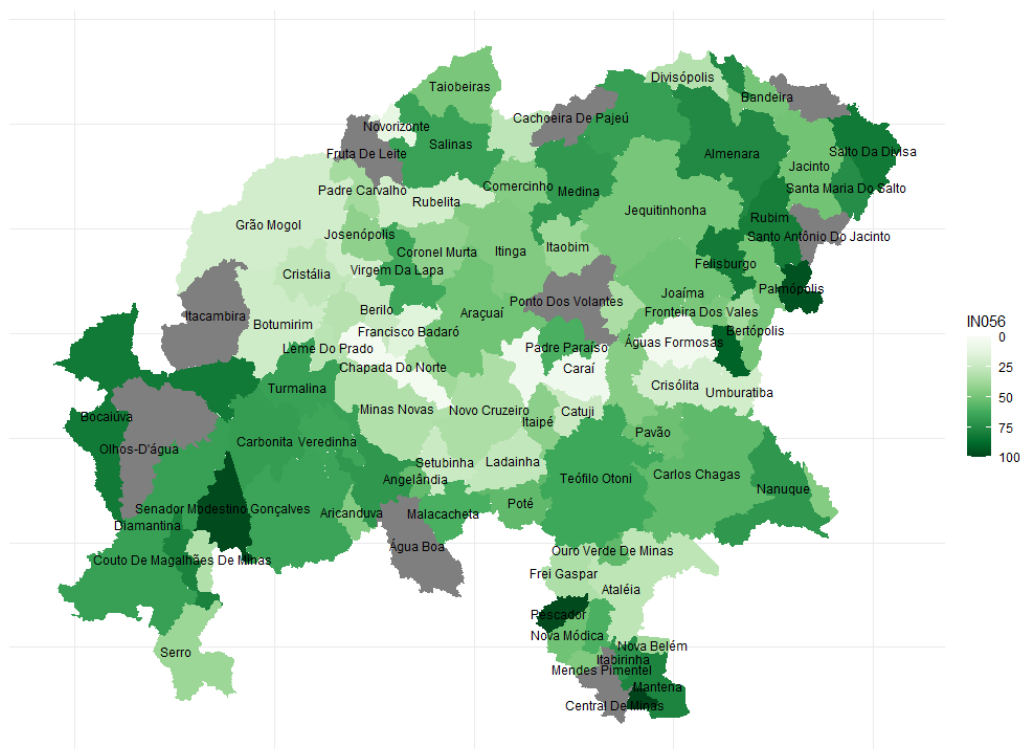 Divisópolis
Taiobeiras
Bandeira
Cachoeira De Pajeú
Novorizonte
Salinas
Fruta De Leite
Almenara
Salto Da Divisa
Jacinto
Padre Carvalho
Comercinho
Medina
Santa Maria Do Salto
Rubelita
Jequitinhonha
Rubim
Grão Mogol
Josenópolis
Santo Antônio Do Jacinto
Coronel Murta
Itinga
Itaobim
Felisburgo
Cristália
Virgem Da Lapa
Palmópolis
Joaíma
Ponto Dos Volantes
Berilo
Araçuaí
Fronteira Dos Vales
Itacambira
Botumirim
Francisco Badaró
Bertópolis
Leme Do Prado
Padre Paraíso
Águas Formosas
Chapada Do Norte
Caraí
Turmalina
Crisólita
Umburatiba
Minas Novas
Novo Cruzeiro
Catuji
Bocaiúva
Itaipé
Pavão
Olhos-D'água
Carbonita
Veredinha
Setubinha
Ladainha
Angelândia
Teófilo Otoni
Carlos Chagas
Nanuque
Poté
Senador Modestino Gonçalves
Aricanduva
Malacacheta
Diamantina
Água Boa
Ouro Verde De Minas
Couto De Magalhães De Minas
Frei Gaspar
Ataléia
Pescador
Nova Módica
Nova Belém
Serro
Itabirinha
Mendes Pimentel
Mantena
Central De Minas
IN056
0
25
50
75
100